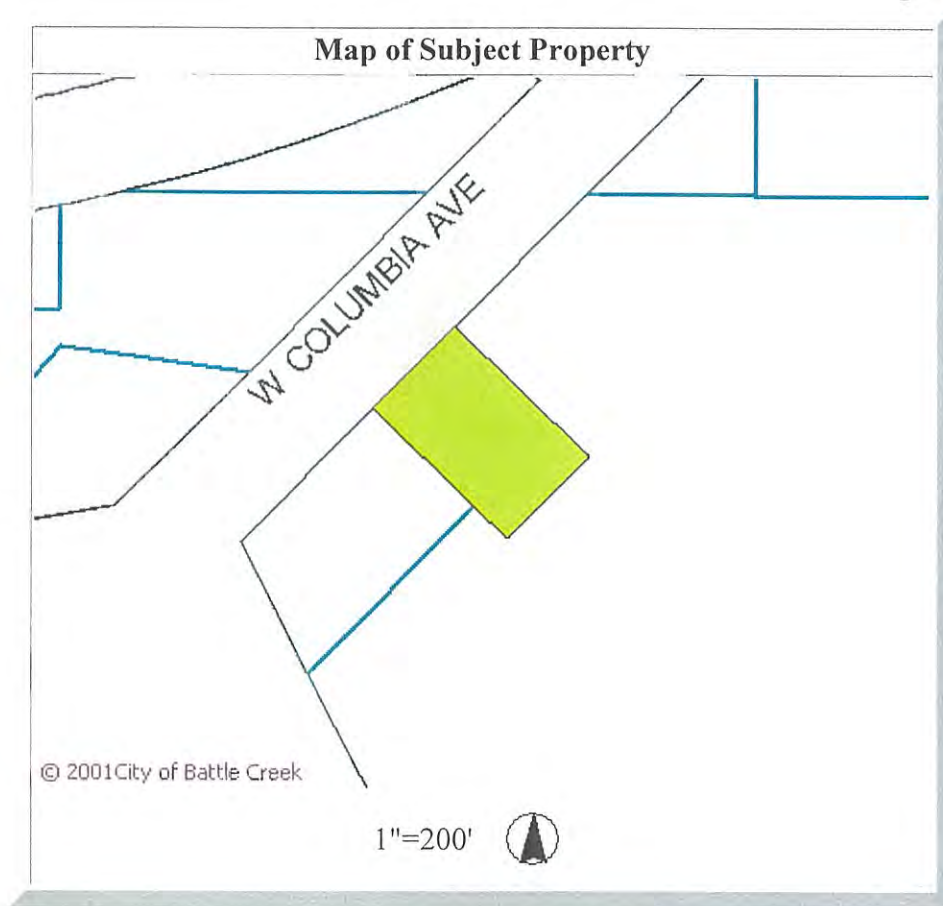 Map of Subject Property
W COLUMBIA AVE
© 2001City of Battle Creek
1"=200'